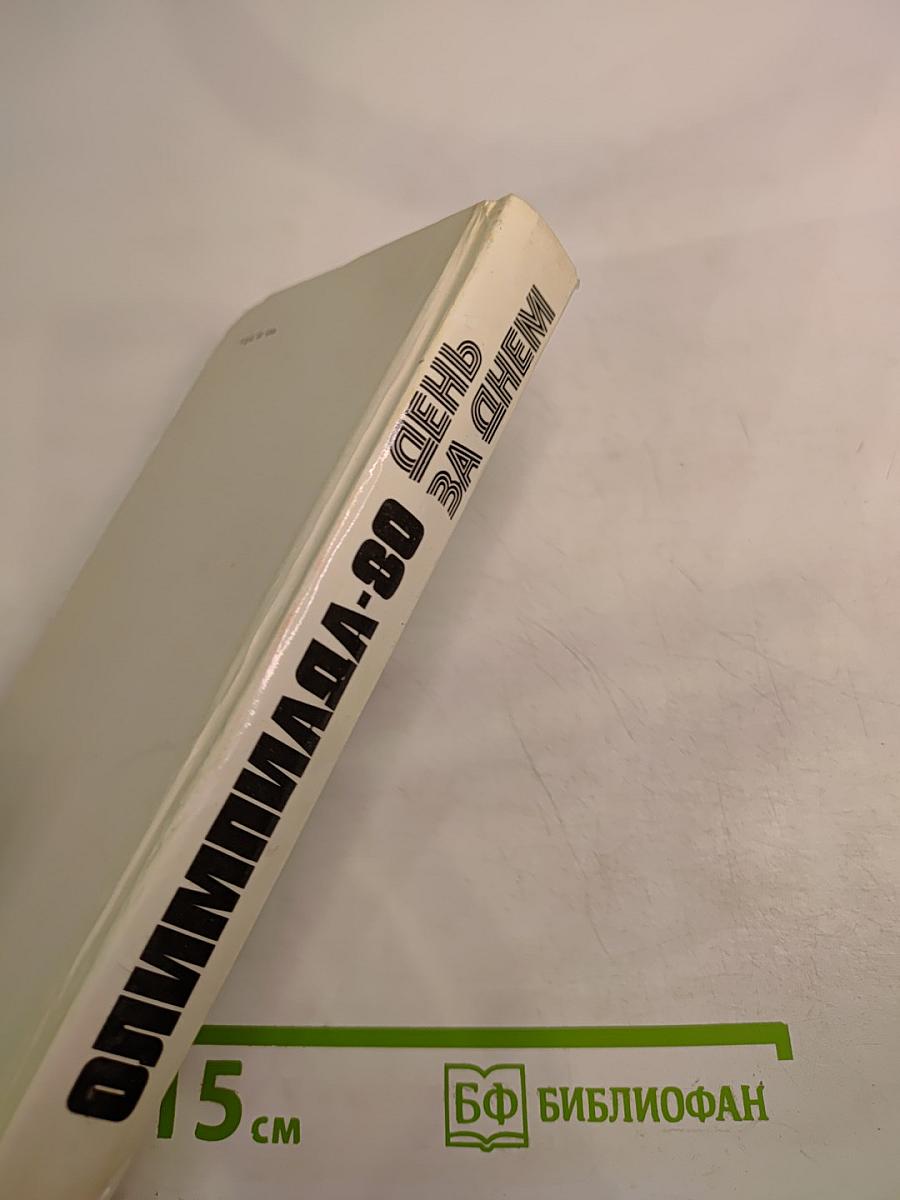 ОЛИМПИАДА-80
ДЕНЬ
ЗА ДНЕМ
15 см
БФ БИБЛИОФАН